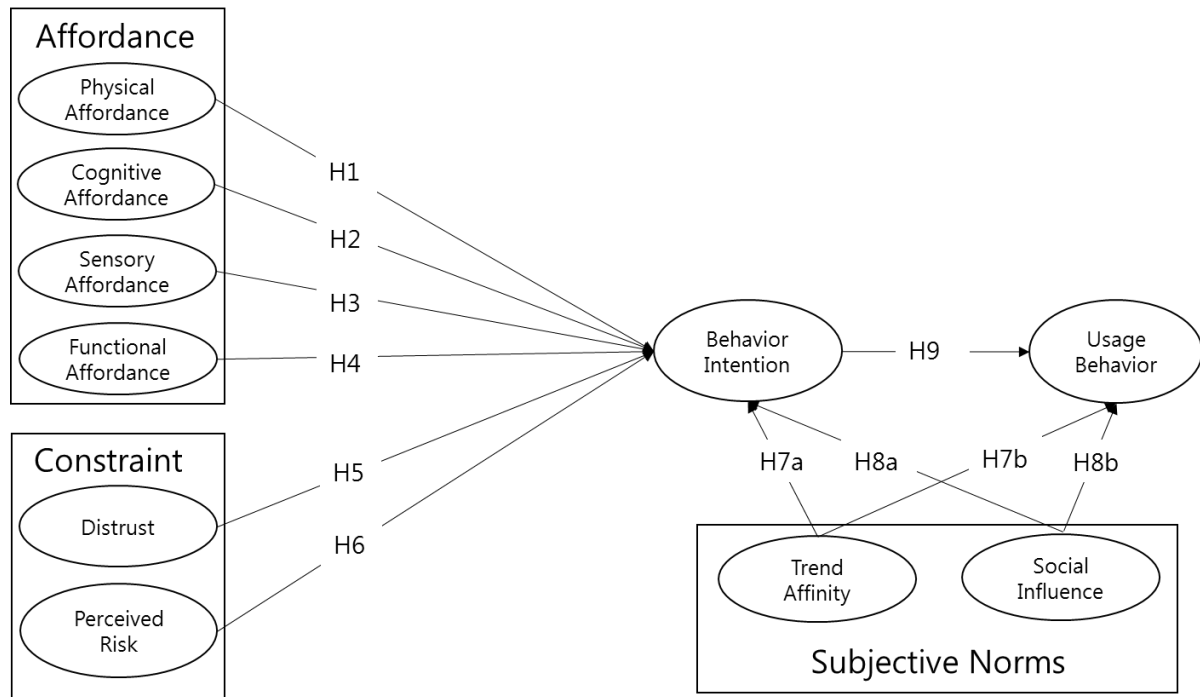 Affordance
Physical
Affordance
Cognitive
Affordance
Sensory
Affordance
Functional
Affordance
H1
H2
H3
H4
Constraint
Distrust
Perceived
Risk
H5
H6
Behavior
Intention
H9
Usage
Behavior
H7a
H8a
H7b
H8b
Trend
Affinity
Social
Influence
Subjective Norms